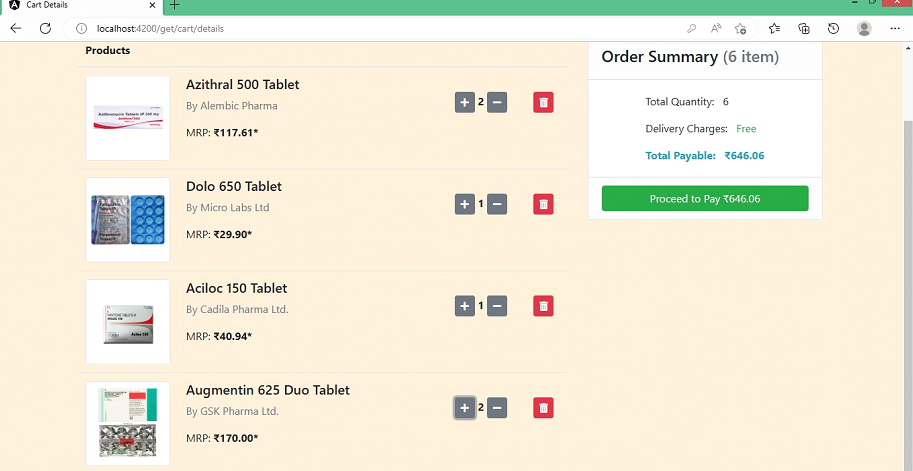 Cart Details
localhost:4200/get/cart/details
Products
Azithral 500 Tablet
By Alembic Pharma
MRP: ₹117.61*
2
Dolo 650 Tablet
By Micro Labs Ltd
MRP: ₹29.90*
1
Aciloc 150 Tablet
By Cadila Pharma Ltd.
MRP: ₹40.94*
1
Augmentin 625 Duo Tablet
By GSK Pharma Ltd.
MRP: ₹170.00*
2
Order Summary (6 item)
Total Quantity: 6
Delivery Charges: Free
Total Payable: ₹646.06
Proceed to Pay ₹646.06